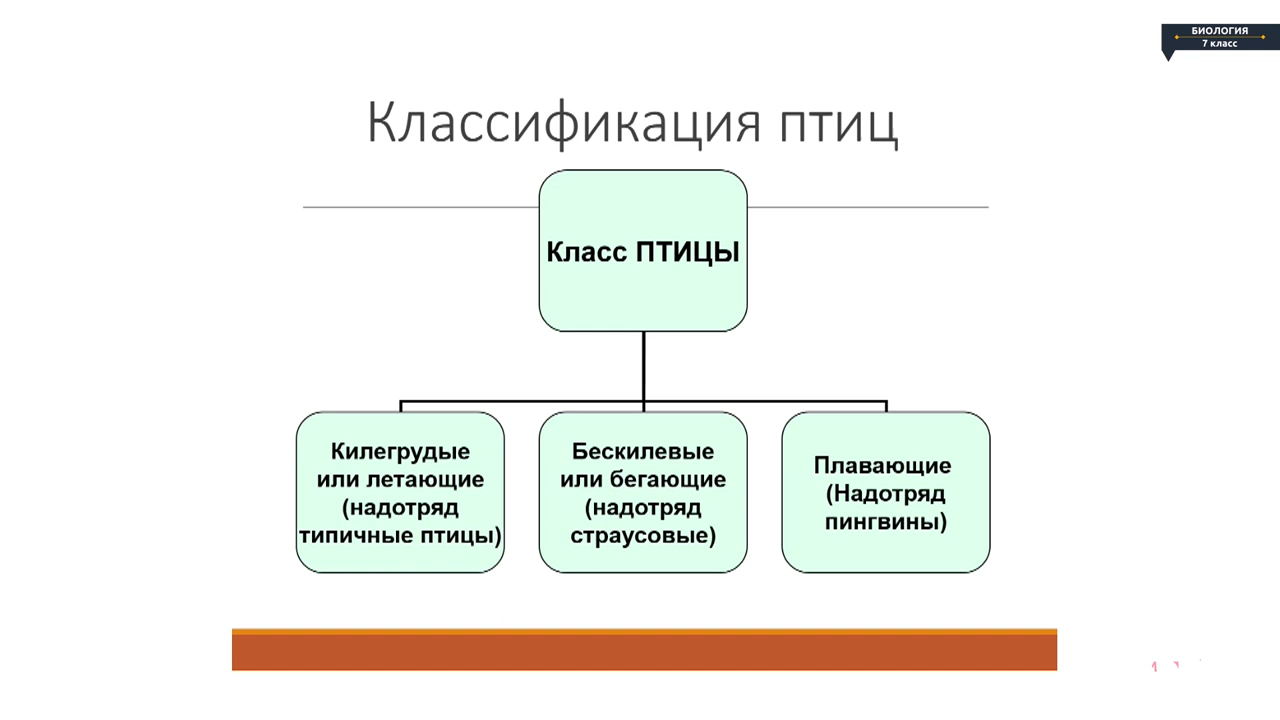 БИОЛОГИЯ
7 класс
Классификация птиц
Класс ПТИЦЫ
Килегрудые
или летающие
(надотряд
типичные птицы)
Бескилевые
или бегающие
(надотряд
страусовые)
Плавающие
(Надотряд
пингвины)